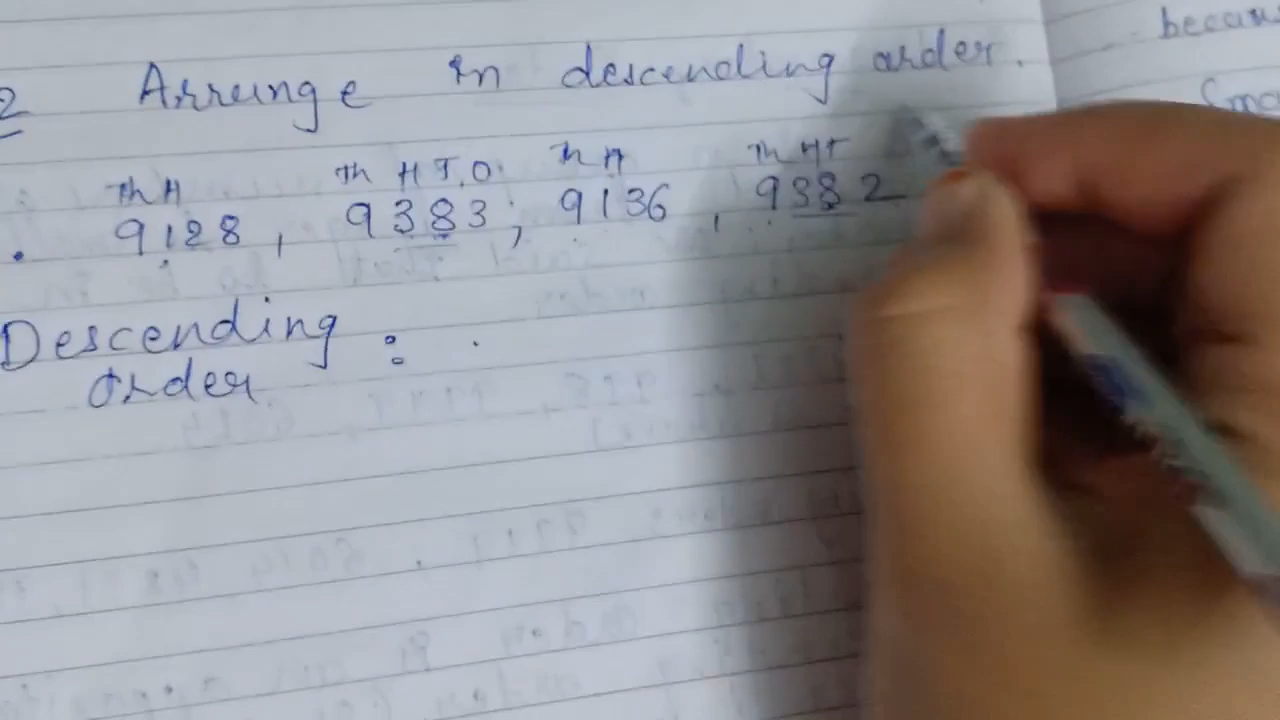 2 Arrange in descending order.
Th H Th H T.O. Th H Th H T
. 9128, 9383; 9136, 9382
Descending :
order